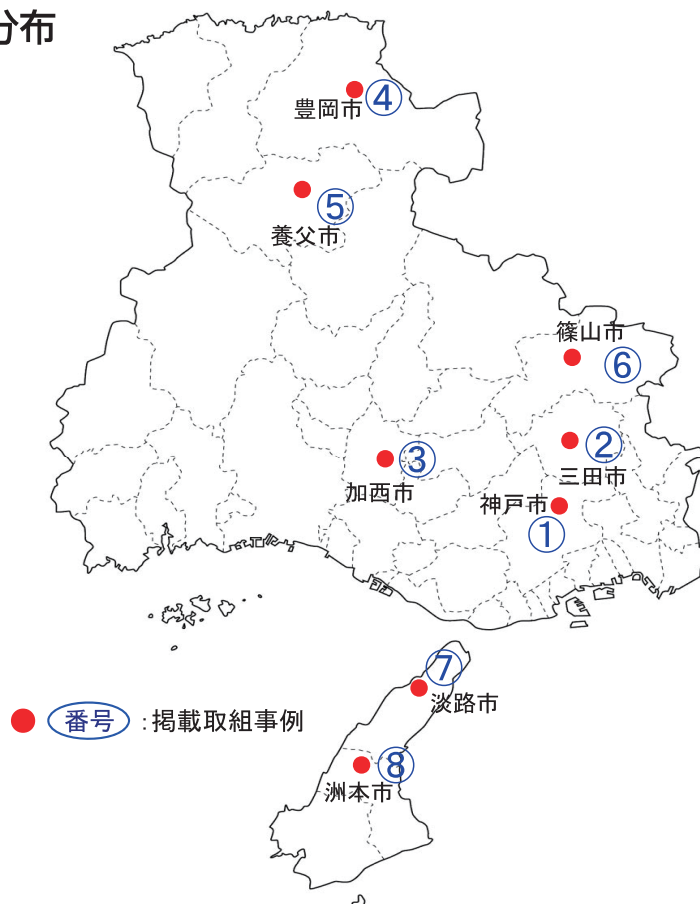 分布
④
豊岡市
⑤
養父市
篠山市
⑥
②
三田市
③
加西市
神戸市
①
⑦
淡路市
番号 :掲載取組事例
⑧
洲本市